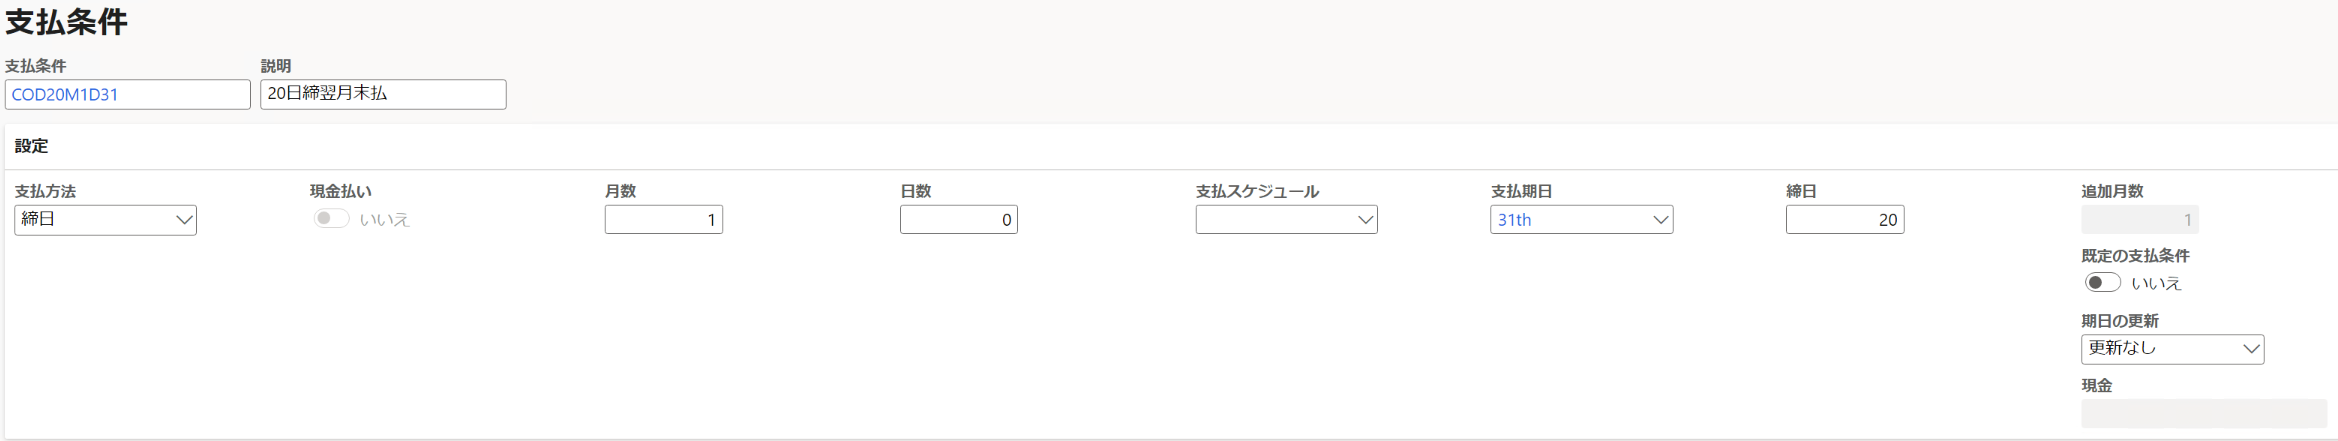 支払条件
支払条件 説明
COD20M1D31 20日締翌月末払
設定
支払方法 現金払い 月数 日数 支払スケジュール 支払期日 締日 追加月数
締日 いいえ 1 0 31th 20 1
既定の支払条件
いいえ
期日の更新
更新なし
現金